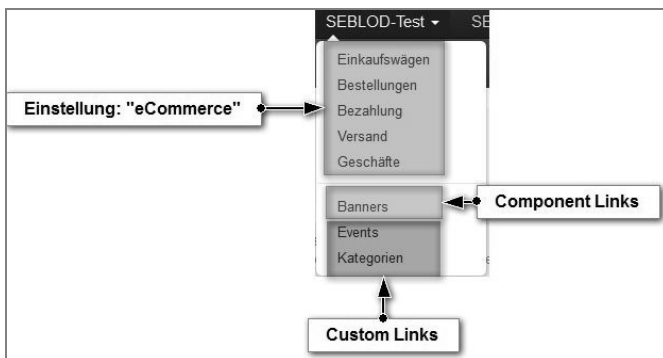 SEBLOD-Test
SE
Einkaufswägen
Bestellungen
Einstellung: "eCommerce"
Bezahlung
Versand
Geschäfte
Banners
Component Links
Events
Kategorien
Custom Links